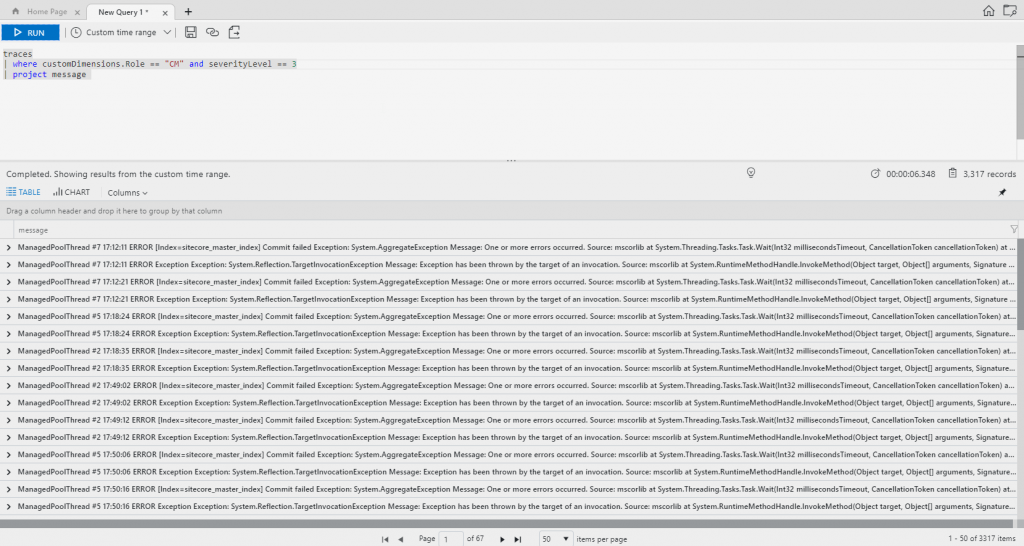 Home Page × New Query 1 * × +
RUN Custom time range
traces
| where customDimensions.Role == "CM" and severityLevel == 3
| project message
...
Completed. Showing results from the custom time range. 00:00:06.348 3,317 records
TABLE CHART Columns
Drag a column header and drop it here to group by that column
message
ManagedPoolThread #7 17:12:11 ERROR [Index=sitecore_master_index] Commit failed Exception: System.AggregateException Message: One or more errors occurred. Source: mscorlib at System.Threading.Tasks.Task.Wait(Int32 millisecondsTimeout, CancellationToken cancellationToken) at ...
ManagedPoolThread #7 17:12:11 ERROR Exception Exception: System.Reflection.TargetInvocationException Message: Exception has been thrown by the target of an invocation. Source: mscorlib at System.RuntimeMethodHandle.InvokeMethod(Object target, Object[] arguments, Signature ...
ManagedPoolThread #7 17:12:21 ERROR [Index=sitecore_master_index] Commit failed Exception: System.AggregateException Message: One or more errors occurred. Source: mscorlib at System.Threading.Tasks.Task.Wait(Int32 millisecondsTimeout, CancellationToken cancellationToken) at...
ManagedPoolThread #7 17:12:21 ERROR Exception Exception: System.Reflection.TargetInvocationException Message: Exception has been thrown by the target of an invocation. Source: mscorlib at System.RuntimeMethodHandle.InvokeMethod(Object target, Object[] arguments, Signature ...
ManagedPoolThread #5 17:18:24 ERROR [Index=sitecore_master_index] Commit failed Exception: System.AggregateException Message: One or more errors occurred. Source: mscorlib at System.Threading.Tasks.Task.Wait(Int32 millisecondsTimeout, CancellationToken cancellationToken) at...
ManagedPoolThread #5 17:18:24 ERROR Exception Exception: System.Reflection.TargetInvocationException Message: Exception has been thrown by the target of an invocation. Source: mscorlib at System.RuntimeMethodHandle.InvokeMethod(Object target, Object[] arguments, Signature...
ManagedPoolThread #2 17:18:35 ERROR [Index=sitecore_master_index] Commit failed Exception: System.AggregateException Message: One or more errors occurred. Source: mscorlib at System.Threading.Tasks.Task.Wait(Int32 millisecondsTimeout, CancellationToken cancellationToken) at...
ManagedPoolThread #2 17:18:35 ERROR Exception Exception: System.Reflection.TargetInvocationException Message: Exception has been thrown by the target of an invocation. Source: mscorlib at System.RuntimeMethodHandle.InvokeMethod(Object target, Object[] arguments, Signature...
ManagedPoolThread #2 17:49:02 ERROR [Index=sitecore_master_index] Commit failed Exception: System.AggregateException Message: One or more errors occurred. Source: mscorlib at System.Threading.Tasks.Task.Wait(Int32 millisecondsTimeout, CancellationToken cancellationToken) a...
ManagedPoolThread #2 17:49:02 ERROR Exception Exception: System.Reflection.TargetInvocationException Message: Exception has been thrown by the target of an invocation. Source: mscorlib at System.RuntimeMethodHandle.InvokeMethod(Object target, Object[] arguments, Signature...
ManagedPoolThread #2 17:49:12 ERROR [Index=sitecore_master_index] Commit failed Exception: System.AggregateException Message: One or more errors occurred. Source: mscorlib at System.Threading.Tasks.Task.Wait(Int32 millisecondsTimeout, CancellationToken cancellationToken) at...
ManagedPoolThread #2 17:49:12 ERROR Exception Exception: System.Reflection.TargetInvocationException Message: Exception has been thrown by the target of an invocation. Source: mscorlib at System.RuntimeMethodHandle.InvokeMethod(Object target, Object[] arguments, Signature...
ManagedPoolThread #5 17:50:06 ERROR [Index=sitecore_master_index] Commit failed Exception: System.AggregateException Message: One or more errors occurred. Source: mscorlib at System.Threading.Tasks.Task.Wait(Int32 millisecondsTimeout, CancellationToken cancellationToken) a...
ManagedPoolThread #5 17:50:06 ERROR Exception Exception: System.Reflection.TargetInvocationException Message: Exception has been thrown by the target of an invocation. Source: mscorlib at System.RuntimeMethodHandle.InvokeMethod(Object target, Object[] arguments, Signature...
ManagedPoolThread #5 17:50:16 ERROR [Index=sitecore_master_index] Commit failed Exception: System.AggregateException Message: One or more errors occurred. Source: mscorlib at System.Threading.Tasks.Task.Wait(Int32 millisecondsTimeout, CancellationToken cancellationToken) at...
ManagedPoolThread #5 17:50:16 ERROR Exception Exception: System.Reflection.TargetInvocationException Message: Exception has been thrown by the target of an invocation. Source: mscorlib at System.RuntimeMethodHandle.InvokeMethod(Object target, Object[] arguments, Signature...
Page 1 of 67 50 items per page 1 - 50 of 3317 items